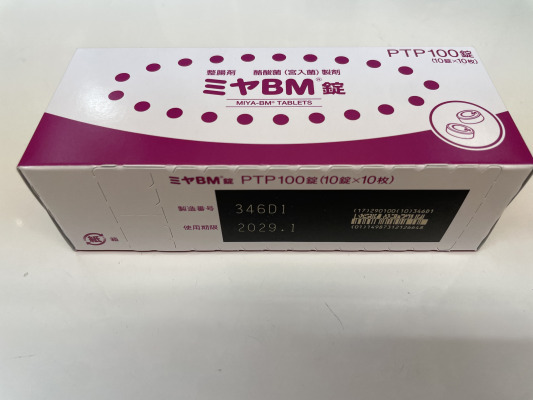 PTP100錠
(10錠×10枚)
整腸剤 酪酸菌(宮入菌)製剤
ミヤBM®錠
MIYA-BM® TABLETS
ミヤBM®錠 PTP100錠(10錠×10枚)
製造番号 346D1
使用期限 2029.1
紙 箱